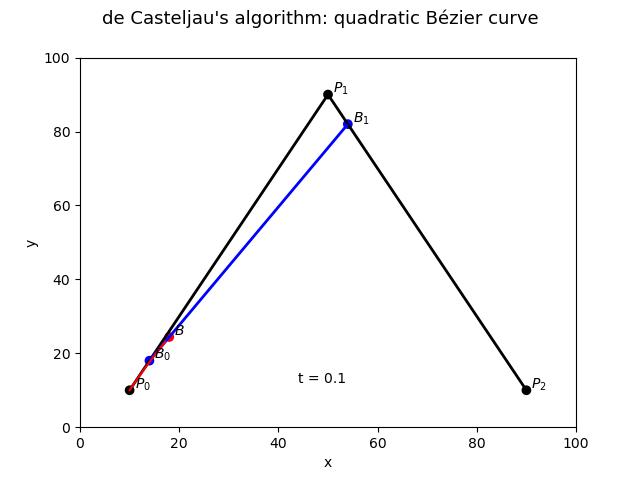 de Casteljau's algorithm: quadratic Bézier curve
100
80
60
40
20
0
y
P₁
B₁
B
B₀
P₀
P₂
t = 0.1
0 20 40 60 80 100
x